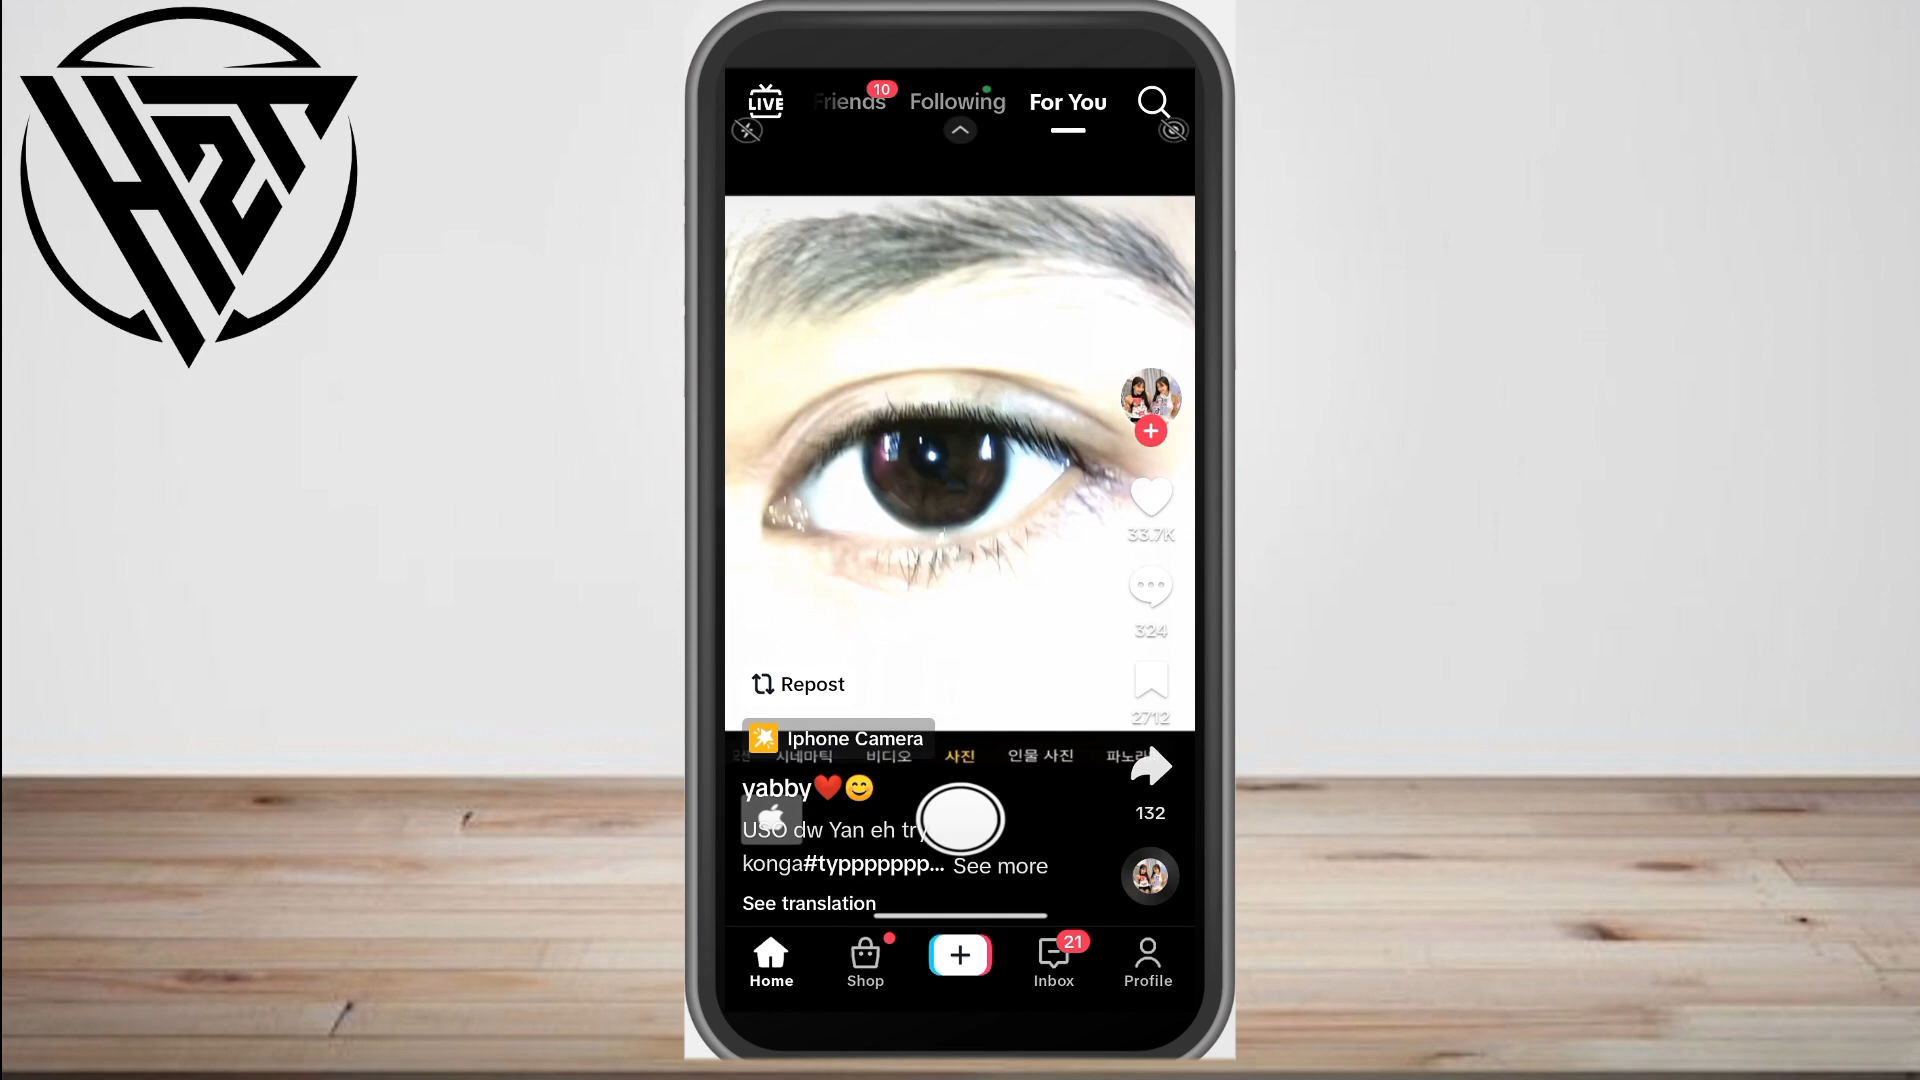 H2T
LIVE
Friends
10
Following
For You
33.7K
324
2712
Repost
Iphone Camera
시네마틱 비디오 사진 인물 사진
yabby❤️😊
132
USO dw Yan eh try
konga#typppppp... See more
See translation
Home
Shop
Inbox
21
Profile